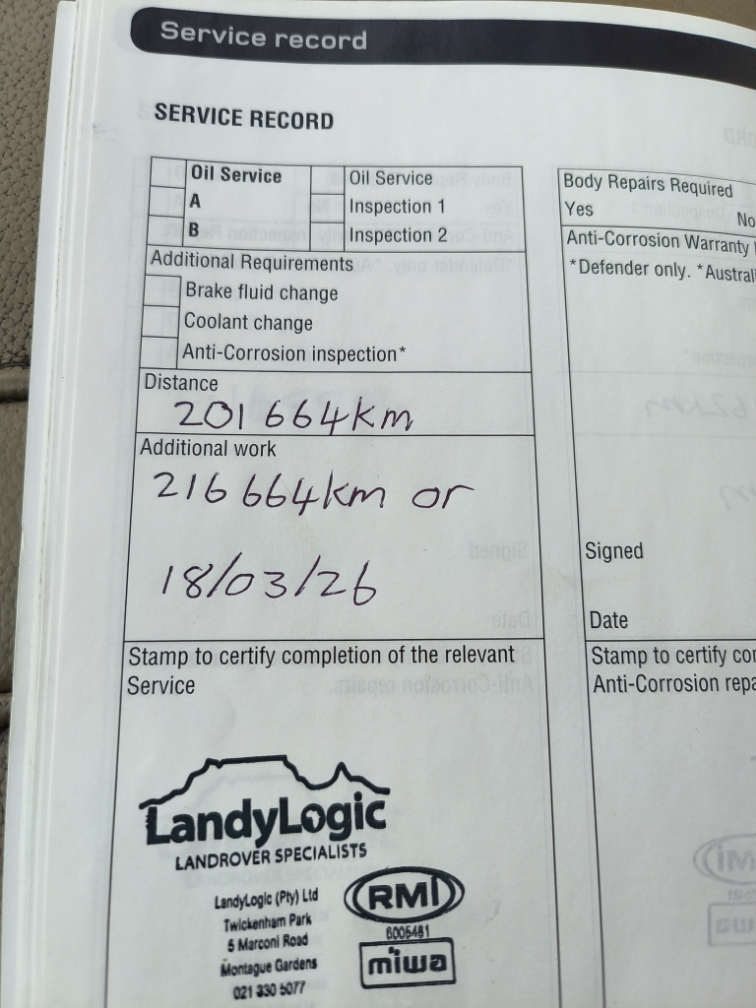 Service record
SERVICE RECORD
Oil Service
A
B
Oil Service
Inspection 1
Inspection 2
Additional Requirements
Brake fluid change
Coolant change
Anti-Corrosion inspection*
Distance
201 664km
Additional work
216 664km or
18/03/26
Stamp to certify completion of the relevant
Service
LandyLogic
LANDROVER SPECIALISTS
LandyLogic (Pty) Ltd
Twickenham Park
5 Marconi Road
Montague Gardens
021 330 5077
RMI
6005481
miwa
Body Repairs Required
Yes
No
Anti-Corrosion Warranty
*Defender only. *Australi
Signed
Date
Stamp to certify cor
Anti-Corrosion repa